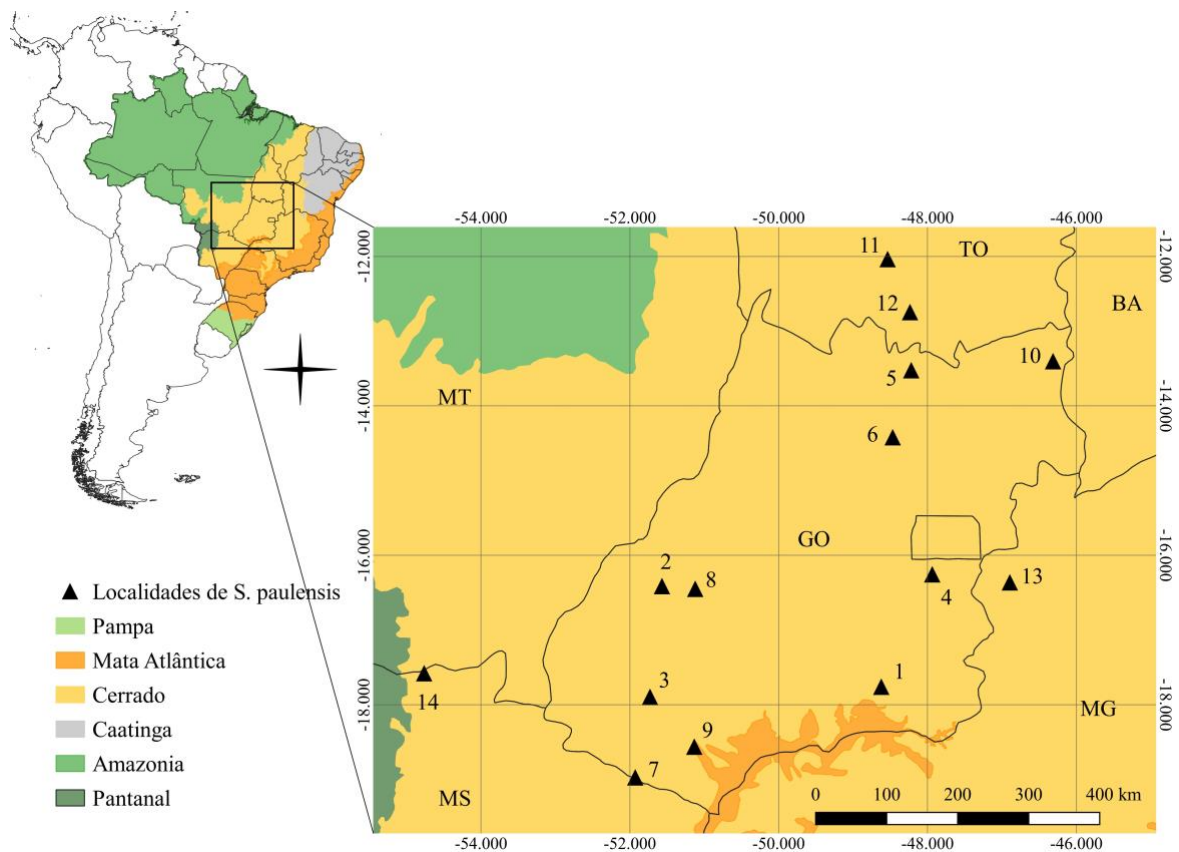 -54.000 -52.000 -50.000 -48.000 -46.000
-12.000 11 TO -12.000
12 BA
10
5
MT -14.000 -14.000
6
GO
-16.000 -16.000
2 8 4 13
1
3
14
-18.000 MG -18.000
9
7
MS
0 100 200 300 400 km
-54.000 -52.000 -50.000 -48.000 -46.000
Localidades de S. paulensis
Pampa
Mata Atlântica
Cerrado
Caatinga
Amazonia
Pantanal